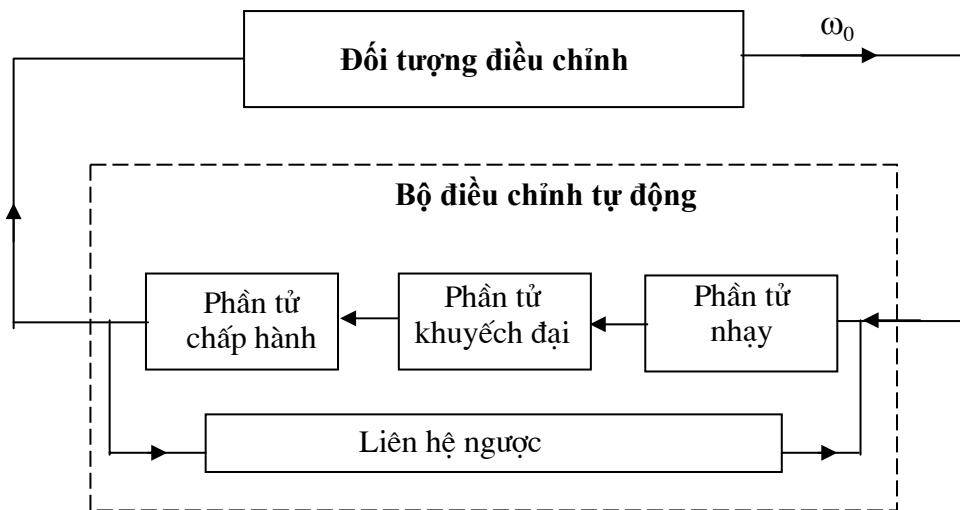 ω₀
Đối tượng điều chỉnh
Bộ điều chỉnh tự động
Phần tử
chấp hành
Phần tử
khuyếch đại
Phần tử
nhạy
Liên hệ ngược